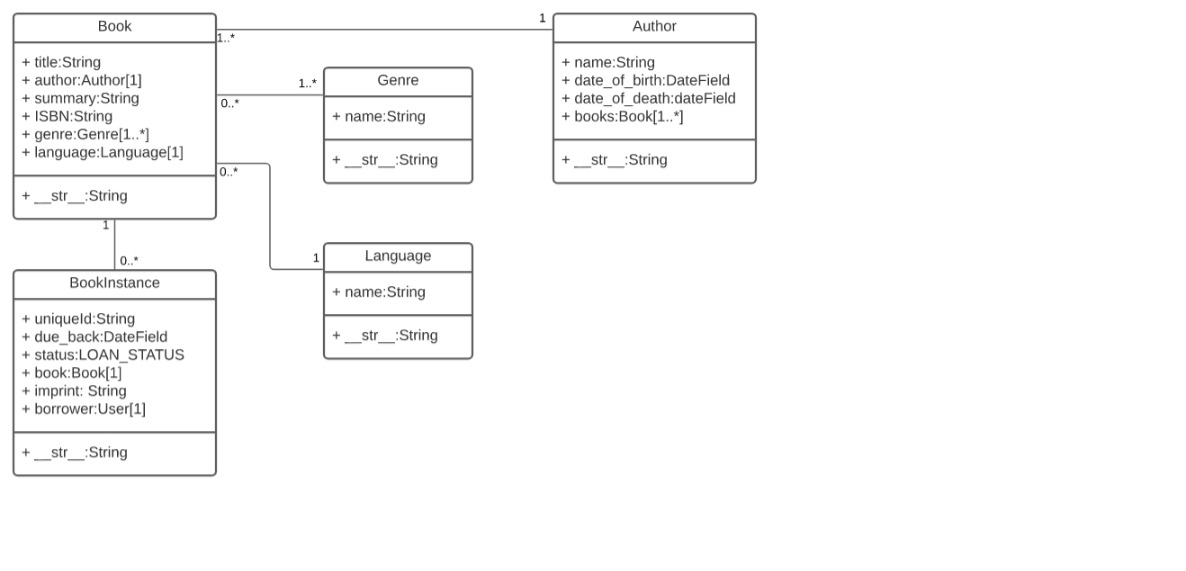 Book
+ title:String
+ author:Author[1]
+ summary:String
+ ISBN:String
+ genre:Genre[1..*]
+ language:Language[1]
+ __str__:String
1..*
1
0..*
1..*
0..*
1
1
0..*
Author
+ name:String
+ date_of_birth:DateField
+ date_of_death:dateField
+ books:Book[1..*]
+ __str__:String
Genre
+ name:String
+ __str__:String
Language
+ name:String
+ __str__:String
BookInstance
+ uniqueId:String
+ due_back:DateField
+ status:LOAN_STATUS
+ book:Book[1]
+ imprint: String
+ borrower:User[1]
+ __str__:String